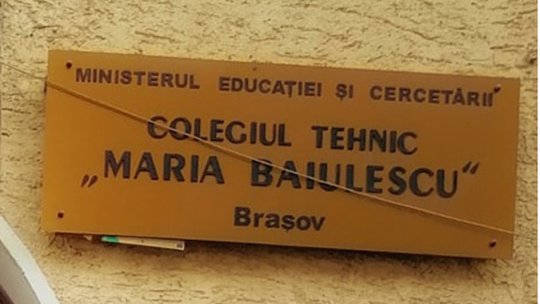 MINISTERUL EDUCAȚIEI ȘI CERCETĂRII
COLEGIUL TEHNIC
„MARIA BAIULESCU“
Brașov